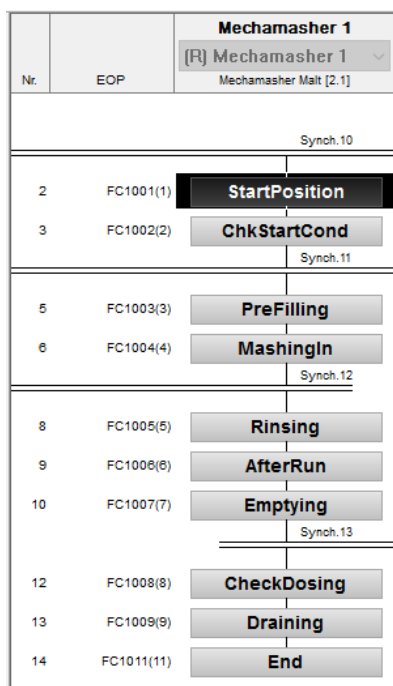 Mechamasher 1
(R) Mechamasher 1
Nr. EOP Mechamasher Malt [2.1]
Synch.10
2 FC1001(1) StartPosition
3 FC1002(2) ChkStartCond
Synch.11
5 FC1003(3) PreFilling
6 FC1004(4) MashingIn
Synch.12
8 FC1005(5) Rinsing
9 FC1006(6) AfterRun
10 FC1007(7) Emptying
Synch.13
12 FC1008(8) CheckDosing
13 FC1009(9) Draining
14 FC1011(11) End